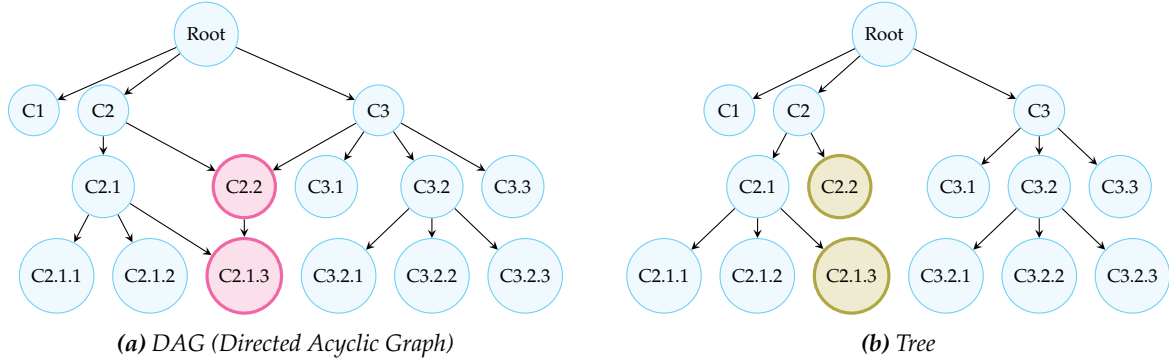 Root
C1
C2
C3
C2.1
C2.2
C3.1
C3.2
C3.3
C2.1.1
C2.1.2
C2.1.3
C3.2.1
C3.2.2
C3.2.3
(a) DAG (Directed Acyclic Graph)
Root
C1
C2
C3
C2.1
C2.2
C3.1
C3.2
C3.3
C2.1.1
C2.1.2
C2.1.3
C3.2.1
C3.2.2
C3.2.3
(b) Tree